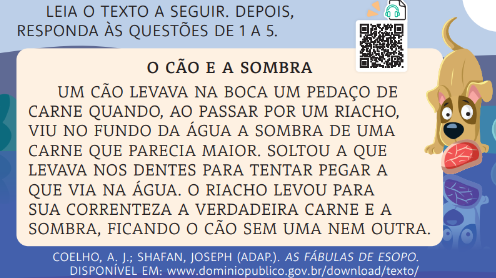 LEIA O TEXTO A SEGUIR. DEPOIS,
RESPONDA ÀS QUESTÕES DE 1 A 5.
O CÃO E A SOMBRA
UM CÃO LEVAVA NA BOCA UM PEDAÇO DE
CARNE QUANDO, AO PASSAR POR UM RIACHO,
VIU NO FUNDO DA ÁGUA A SOMBRA DE UMA
CARNE QUE PARECIA MAIOR. SOLTOU A QUE
LEVAVA NOS DENTES PARA TENTAR PEGAR A
QUE VIA NA ÁGUA. O RIACHO LEVOU PARA
SUA CORRENTEZA A VERDADEIRA CARNE E A
SOMBRA, FICANDO O CÃO SEM UMA NEM OUTRA.
COELHO, A. J.; SHAFAN, JOSEPH (ADAP.). AS FÁBULAS DE ESOPO.
DISPONÍVEL EM: www.dominiopublico.gov.br/download/texto/